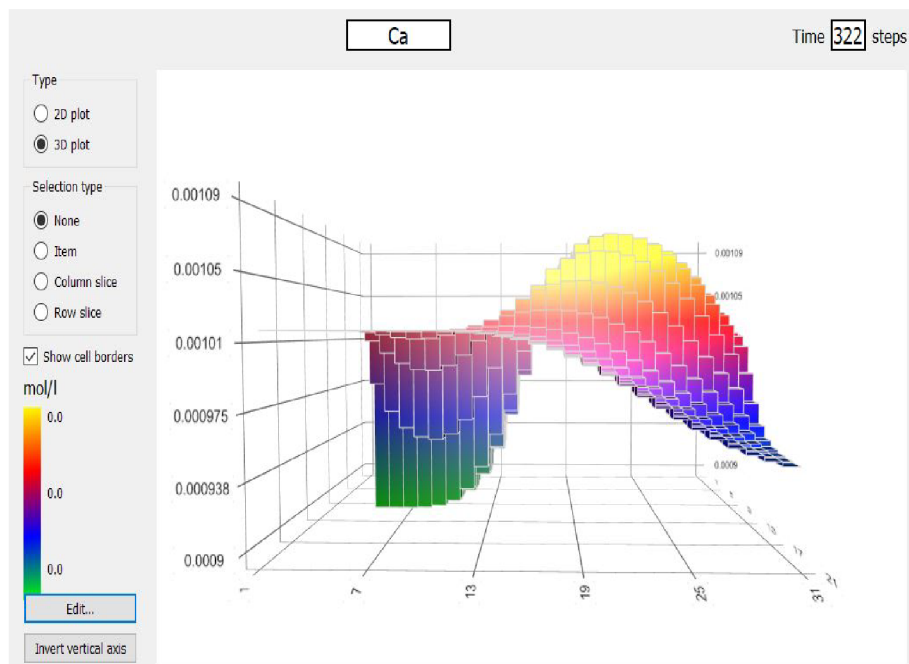 Ca
Time 322 steps
Type
2D plot
3D plot
Selection type
None
Item
Column slice
Row slice
Show cell borders
mol/l
0.0
0.0
0.0
Edit...
Invert vertical axis
0.00109
0.00105
0.00101
0.000975
0.000938
0.0009
0.00109
0.00105
0.0009
1
7
13
19
25
31